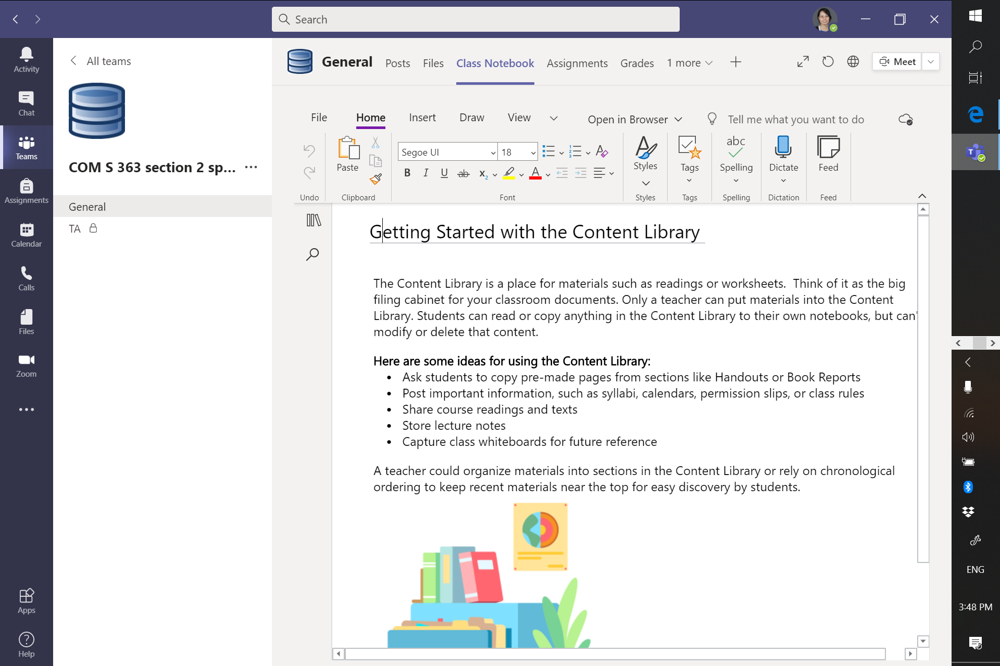 Search
Activity
Chat
Teams
Assignments
Calendar
Calls
Files
Zoom
Apps
Help
All teams
COM S 363 section 2 sp...
General
TA
General Posts Files Class Notebook Assignments Grades 1 more Meet
File Home Insert Draw View Open in Browser Tell me what you want to do
Paste
Segoe UI 18
B I U ab x₂ A
Styles
Tags
abc
Spelling
Dictate
Feed
Undo Clipboard Font Styles Tags Spelling Dictation Feed
Getting Started with the Content Library
The Content Library is a place for materials such as readings or worksheets. Think of it as the big
filing cabinet for your classroom documents. Only a teacher can put materials into the Content
Library. Students can read or copy anything in the Content Library to their own notebooks, but can'
modify or delete that content.
Here are some ideas for using the Content Library:
• Ask students to copy pre-made pages from sections like Handouts or Book Reports
• Post important information, such as syllabi, calendars, permission slips, or class rules
• Share course readings and texts
• Store lecture notes
• Capture class whiteboards for future reference
A teacher could organize materials into sections in the Content Library or rely on chronological
ordering to keep recent materials near the top for easy discovery by students.
ENG
3:48 PM